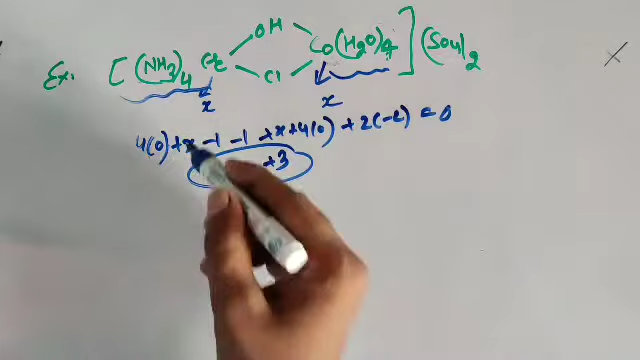 OH
Ex: [(NH3)4 Co Co(H2O)4](SO4)2
Cl
x x
4(0)+x-1-1+x+4(0)+2(-2)=0
+3